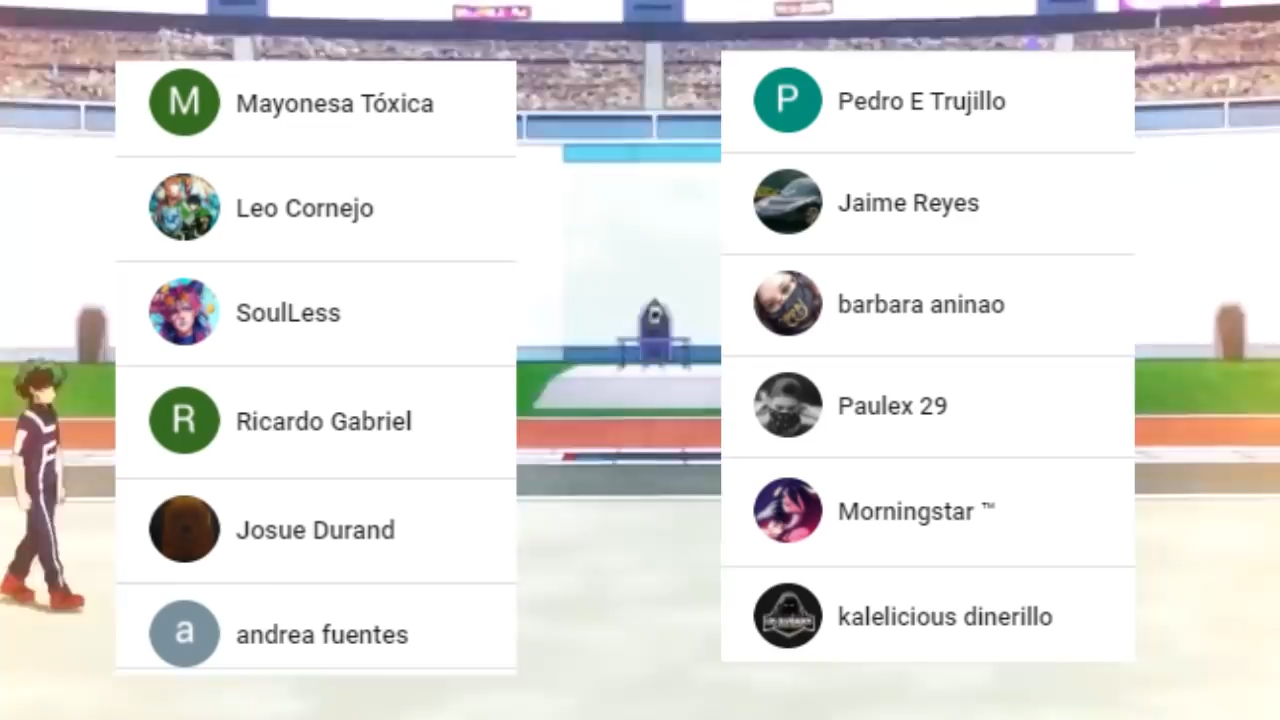 M Mayonesa Tóxica
Leo Cornejo
SoulLess
R Ricardo Gabriel
Josue Durand
a andrea fuentes
P Pedro E Trujillo
Jaime Reyes
barbara aninao
Paulex 29
Morningstar ™
kalelicious dinerillo